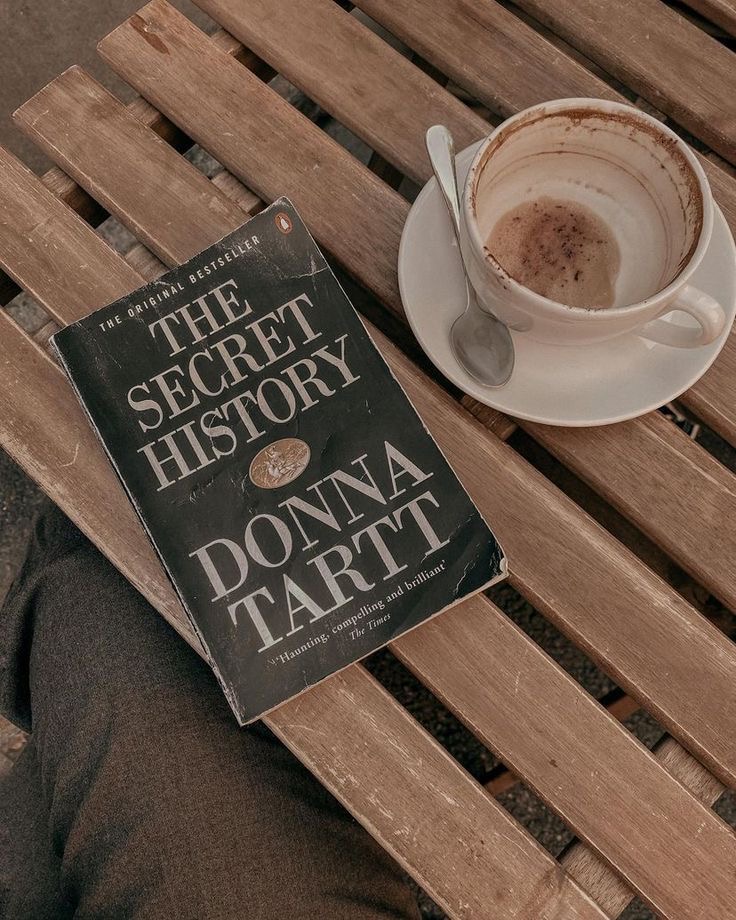 THE ORIGINAL BESTSELLER
THE
SECRET
HISTORY
DONNA
TARTT
'Haunting, compelling and brilliant'
The Times